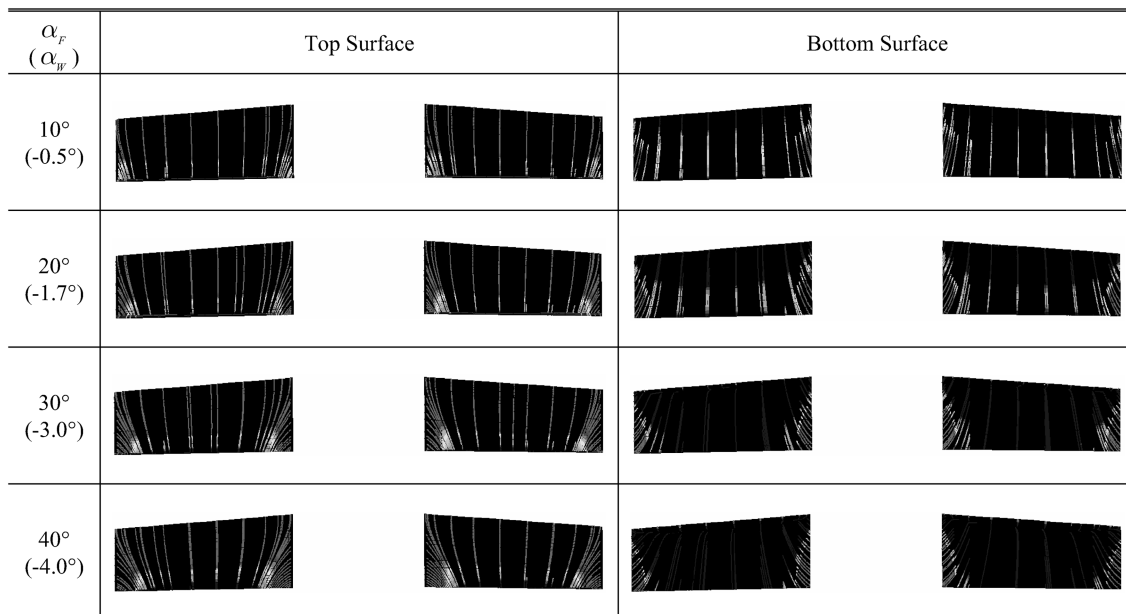 α_F
(α_W)
Top Surface
Bottom Surface
10°
(-0.5°)
20°
(-1.7°)
30°
(-3.0°)
40°
(-4.0°)